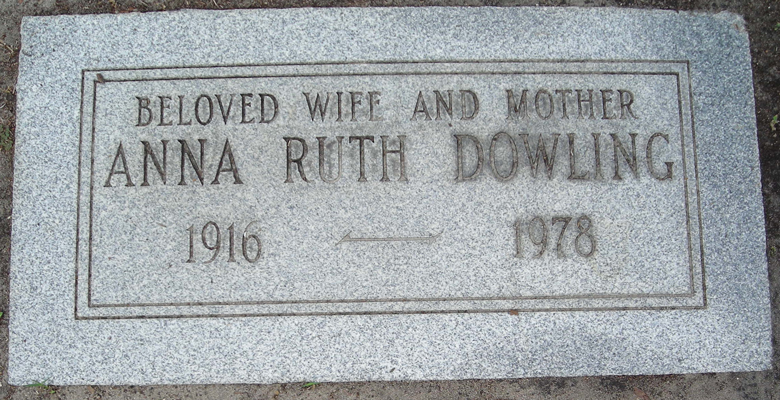 BELOVED WIFE AND MOTHER
ANNA RUTH DOWLING
1916 — 1978